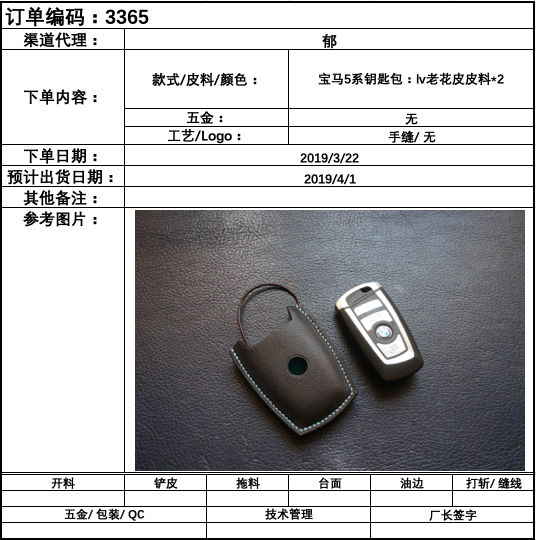 订单编码：3365
渠道代理：
郁
下单内容：
款式/皮料/颜色：
宝马5系钥匙包：lv老花皮皮料*2
五金：
无
工艺/Logo：
手缝/ 无
下单日期：
2019/3/22
预计出货日期：
2019/4/1
其他备注：
参考图片：
开料 铲皮 拖料 台面 油边 打斩/ 缝线
五金/ 包装/ QC 技术管理 厂长签字